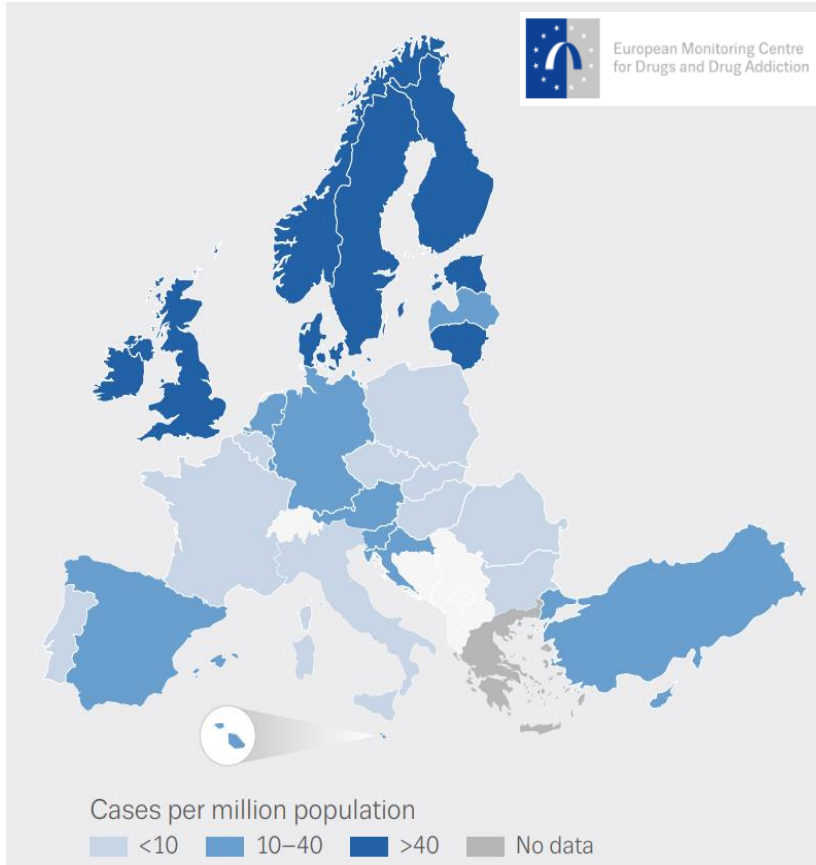 European Monitoring Centre
for Drugs and Drug Addiction
Cases per million population
<10 10–40 >40 No data